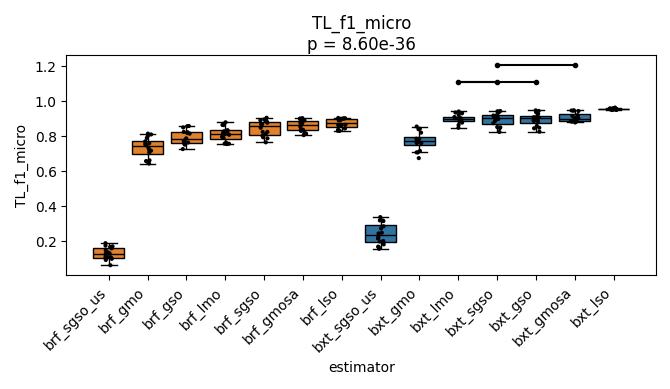 TL_f1_micro
p = 8.60e-36
TL_f1_micro
1.2
1.0
0.8
0.6
0.4
0.2
brf_sgso_us
brf_gmo
brf_gso
brf_lmo
brf_sgso
brf_gmosa
brf_lso
bxt_sgso_us
bxt_gmo
bxt_lmo
bxt_sgso
bxt_gso
bxt_gmosa
bxt_lso
estimator